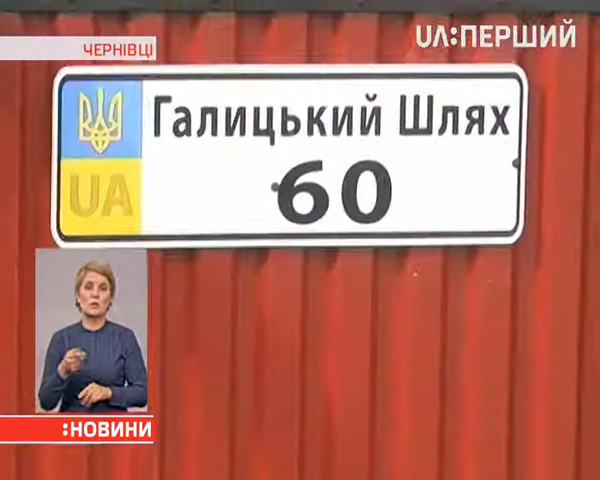 ЧЕРНІВЦІ
UA:ПЕРШИЙ
Галицький Шлях
60
UA
:НОВИНИ